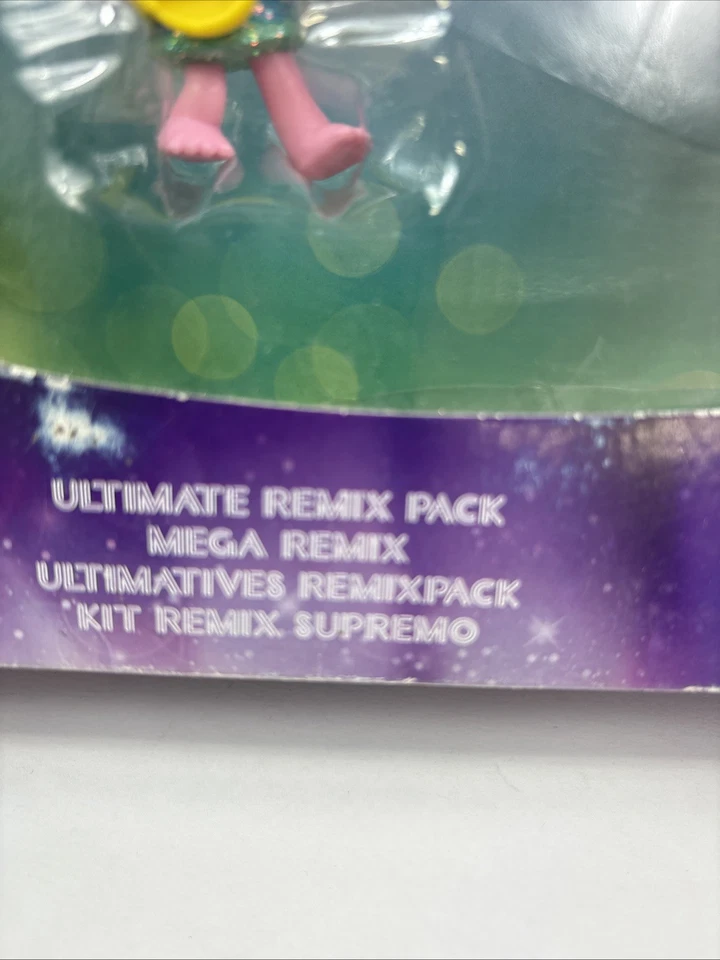 ULTIMATE REMIX PACK
MEGA REMIX
ULTIMATIVES REMIXPACK
KIT REMIX SUPREMO